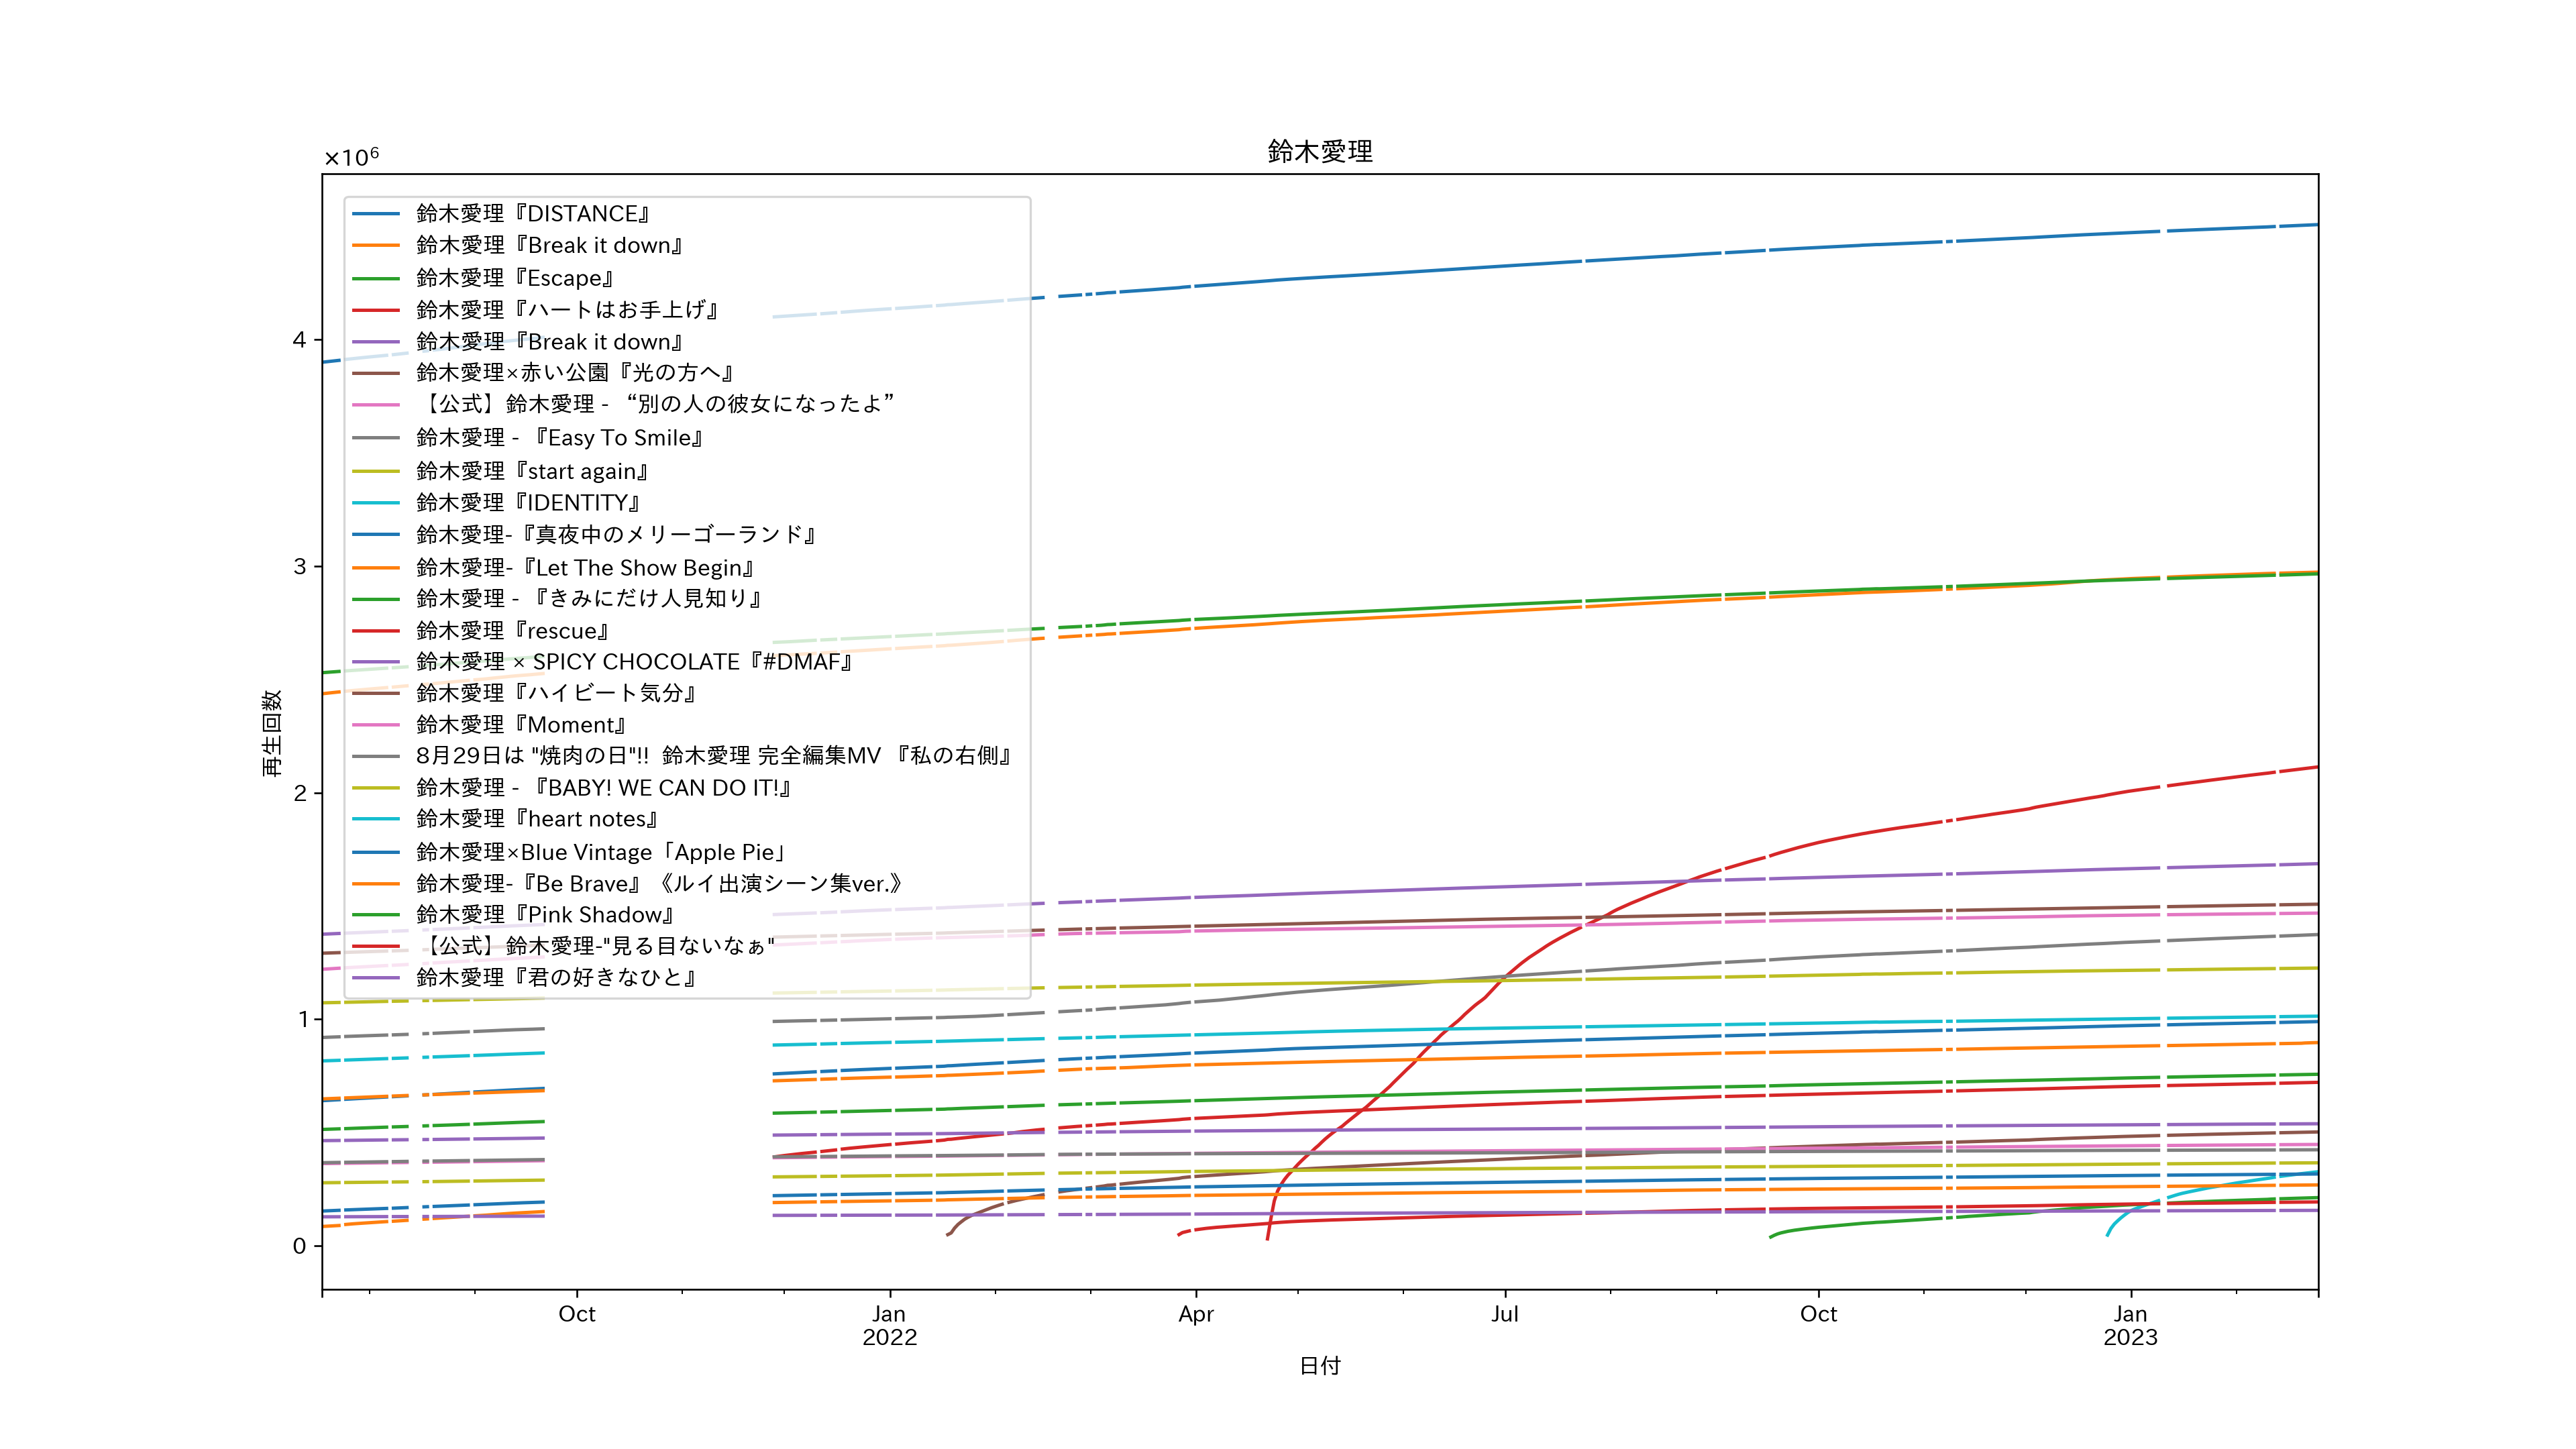 鈴木愛理
×10⁶
鈴木愛理『DISTANCE』
鈴木愛理『Break it down』
鈴木愛理『Escape』
鈴木愛理『ハートはお手上げ』
鈴木愛理『Break it down』
鈴木愛理×赤い公園『光の方へ』
【公式】鈴木愛理 - “別の人の彼女になったよ”
鈴木愛理 - 『Easy To Smile』
鈴木愛理『start again』
鈴木愛理『IDENTITY』
鈴木愛理-『真夜中のメリーゴーランド』
鈴木愛理-『Let The Show Begin』
鈴木愛理 - 『きみにだけ人見知り』
鈴木愛理『rescue』
鈴木愛理 × SPICY CHOCOLATE『#DMAF』
鈴木愛理『ハイビート気分』
鈴木愛理『Moment』
8月29日は "焼肉の日"!! 鈴木愛理 完全編集MV 『私の右側』
鈴木愛理 - 『BABY! WE CAN DO IT!』
鈴木愛理『heart notes』
鈴木愛理×Blue Vintage「Apple Pie」
鈴木愛理-『Be Brave』《ルイ出演シーン集ver.》
鈴木愛理『Pink Shadow』
【公式】鈴木愛理-"見る目ないなぁ"
鈴木愛理『君の好きなひと』
再生回数
4
3
2
1
0
Oct
Jan
2022
Apr
Jul
Oct
Jan
2023
日付